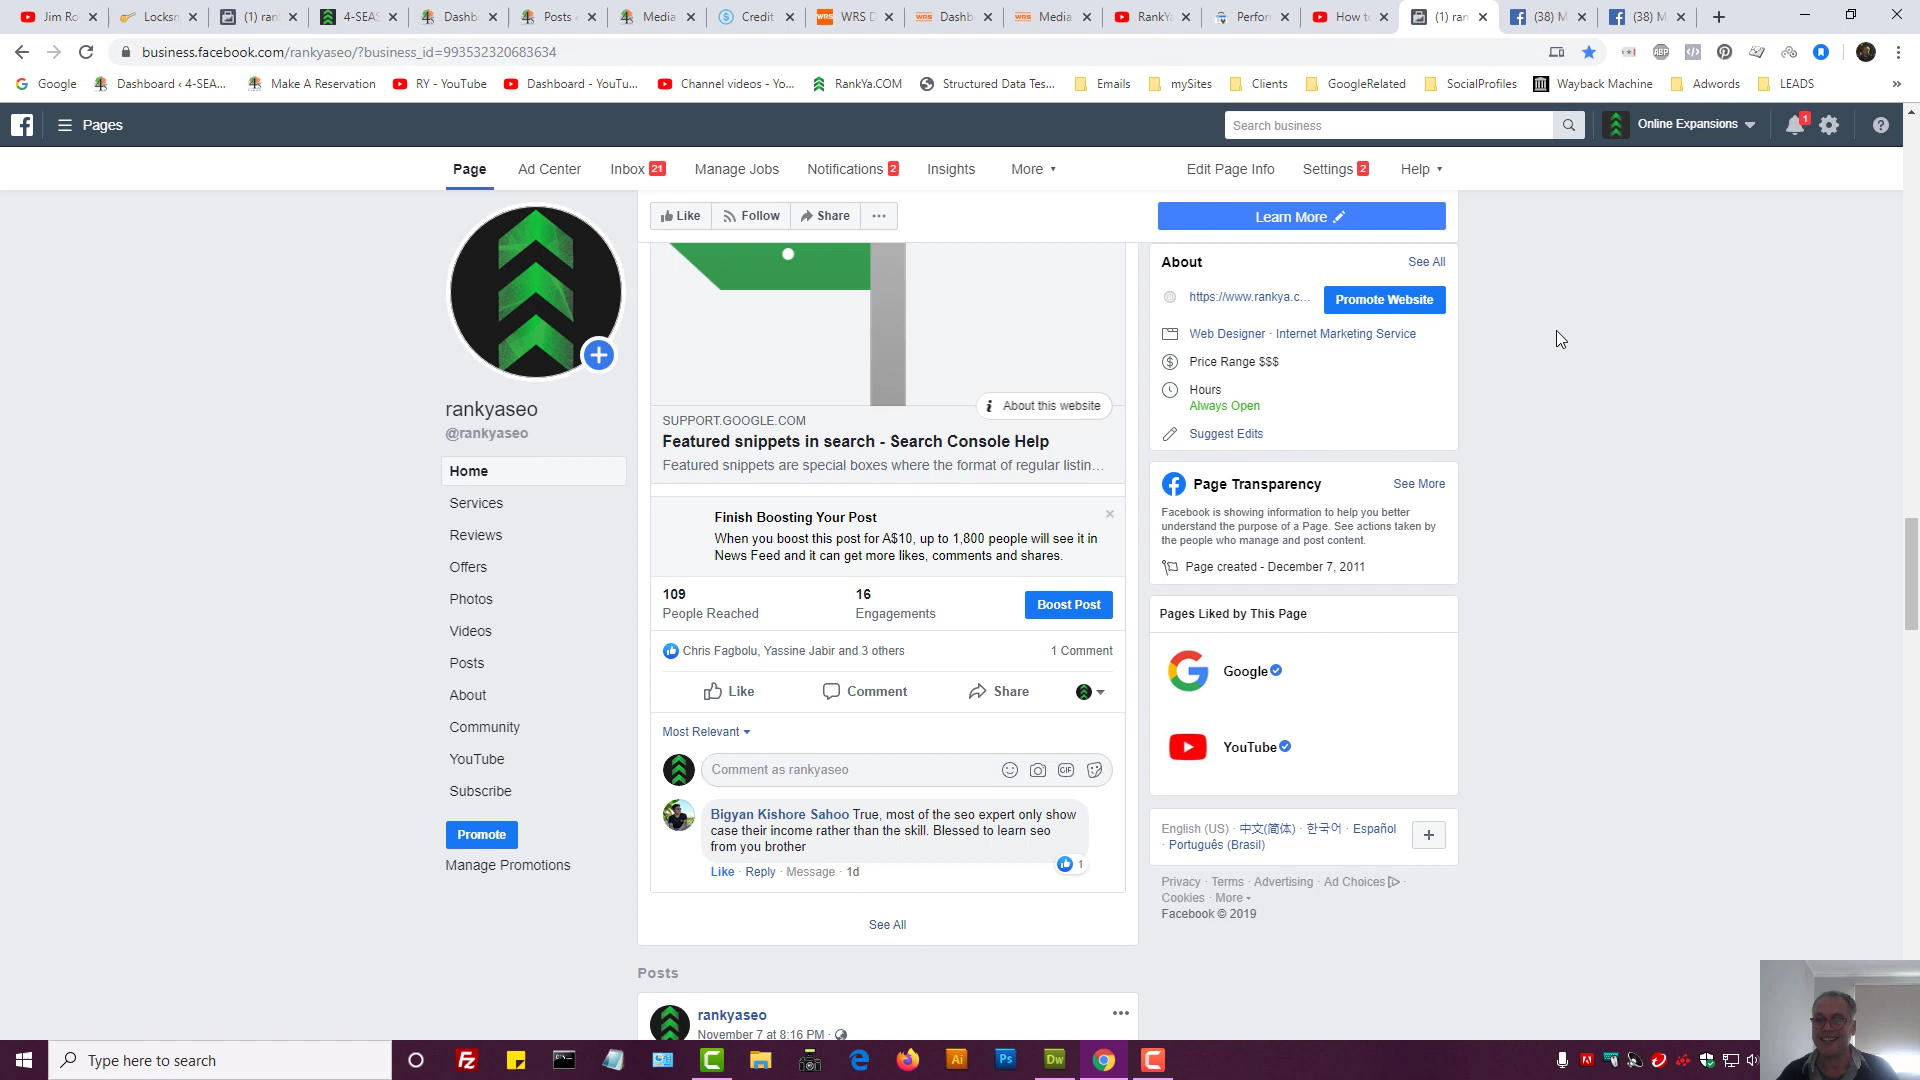 Jim Ro
Locksn
(1) ran
4-SEAS
Dashb
Posts
Media
Credit
WRS D
Dashb
Media
RankYa
Perfor
How to
(1) ran
(38) M
(38) M
business.facebook.com/rankyaseo/?business_id=993532320683634
Google
Dashboard ‹ 4-SEA...
Make A Reservation
RY - YouTube
Dashboard - YouTu...
Channel videos - Yo...
RankYa.COM
Structured Data Tes...
Emails
mySites
Clients
GoogleRelated
SocialProfiles
Wayback Machine
Adwords
LEADS
Pages
Search business
Online Expansions
1
Page
Ad Center
Inbox 21
Manage Jobs
Notifications 2
Insights
More
Edit Page Info
Settings 2
Help
Like
Follow
Share
Learn More
rankyaseo
@rankyaseo
Home
Services
Reviews
Offers
Photos
Videos
Posts
About
Community
YouTube
Subscribe
Promote
Manage Promotions
About this website
SUPPORT.GOOGLE.COM
Featured snippets in search - Search Console Help
Featured snippets are special boxes where the format of regular listin...
Finish Boosting Your Post
When you boost this post for A$10, up to 1,800 people will see it in
News Feed and it can get more likes, comments and shares.
109
People Reached
16
Engagements
Boost Post
Chris Fagbolu, Yassine Jabir and 3 others
1 Comment
Like
Comment
Share
Most Relevant
Comment as rankyaseo
GIF
Bigyan Kishore Sahoo True, most of the seo expert only show
case their income rather than the skill. Blessed to learn seo
from you brother
1
Like · Reply · Message · 1d
See All
Posts
rankyaseo
November 7 at 8:16 PM ·
About
See All
https://www.rankya.c...
Promote Website
Web Designer · Internet Marketing Service
Price Range $$$
Hours
Always Open
Suggest Edits
Page Transparency
See More
Facebook is showing information to help you better
understand the purpose of a Page. See actions taken by
the people who manage and post content.
Page created - December 7, 2011
Pages Liked by This Page
Google
YouTube
English (US) · 中文(简体) · 한국어 · Español
· Português (Brasil)
Privacy · Terms · Advertising · Ad Choices ·
Cookies · More
Facebook © 2019
Type here to search
Fz
Ai
Ps
Dw